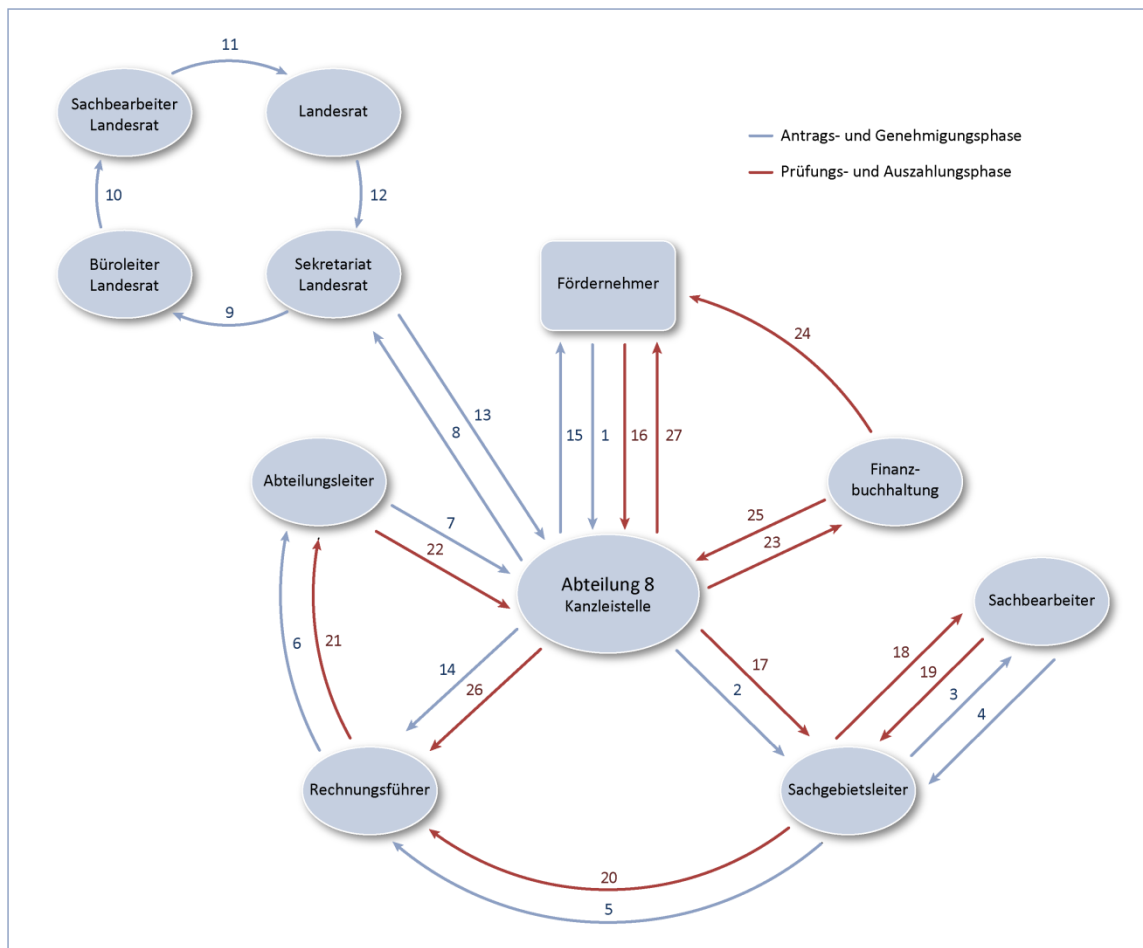 11
Sachbearbeiter
Landesrat
Landesrat
Antrags- und Genehmigungsphase
Prüfungs- und Auszahlungsphase
10
12
Büroleiter
Landesrat
Sekretariat
Landesrat
Fördernehmer
9
24
13
8
15
1
16
27
Abteilungsleiter
Finanz-
buchhaltung
7
25
22
23
Abteilung 8
Kanzleistelle
Sachbearbeiter
6
21
18
14
17
19
26
2
3
4
Rechnungsführer
Sachgebietsleiter
20
5